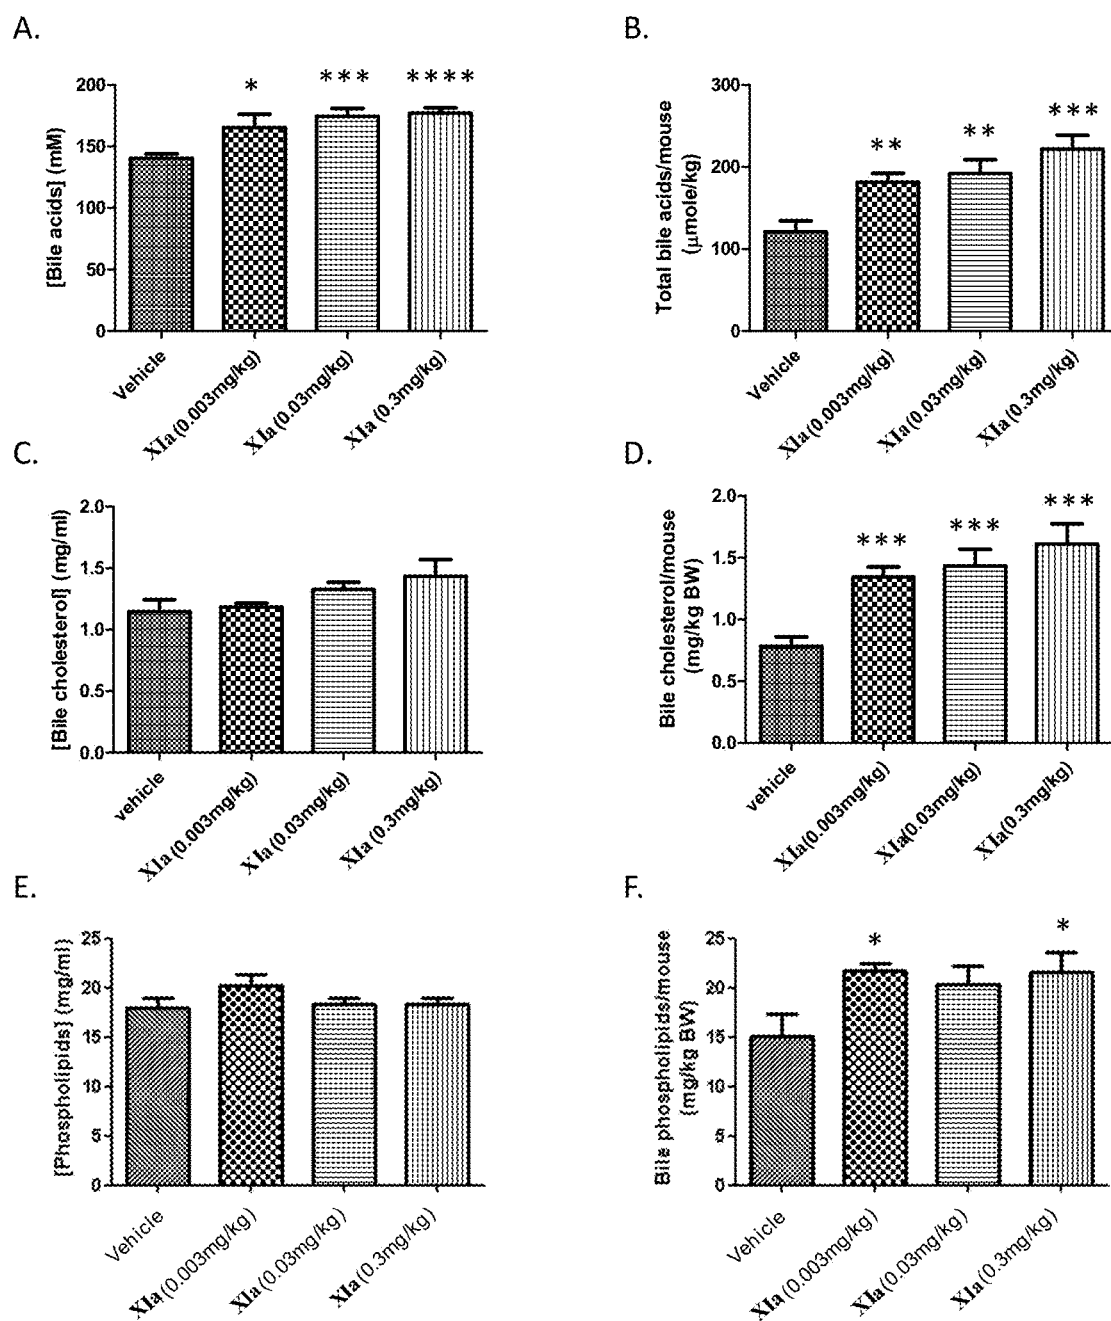 A.
[Bile acids] (mM)
200
150
100
50
0
*
***
****
Vehicle
XIa (0.003mg/kg)
XIa (0.03mg/kg)
XIa (0.3mg/kg)
B.
Total bile acids/mouse
(μmole/kg)
300
200
100
0
**
**
***
Vehicle
XIa (0.003mg/kg)
XIa (0.03mg/kg)
XIa (0.3mg/kg)
C.
[Bile cholesterol] (mg/ml)
2.0
1.5
1.0
0.5
0.0
vehicle
XIa (0.003mg/kg)
XIa (0.03mg/kg)
XIa (0.3mg/kg)
D.
Bile cholesterol/mouse
(mg/kg BW)
2.0
1.5
1.0
0.5
0.0
***
***
***
vehicle
XIa(0.003mg/kg)
XIa(0.03mg/kg)
XIa(0.3mg/kg)
E.
[Phospholipids] (mg/ml)
25
20
15
10
5
0
Vehicle
XIa (0.003mg/kg)
XIa (0.03mg/kg)
XIa (0.3mg/kg)
F.
Bile phospholipids/mouse
(mg/kg BW)
25
20
15
10
5
0
*
*
Vehicle
XIa (0.003mg/kg)
XIa (0.03mg/kg)
XIa (0.3mg/kg)